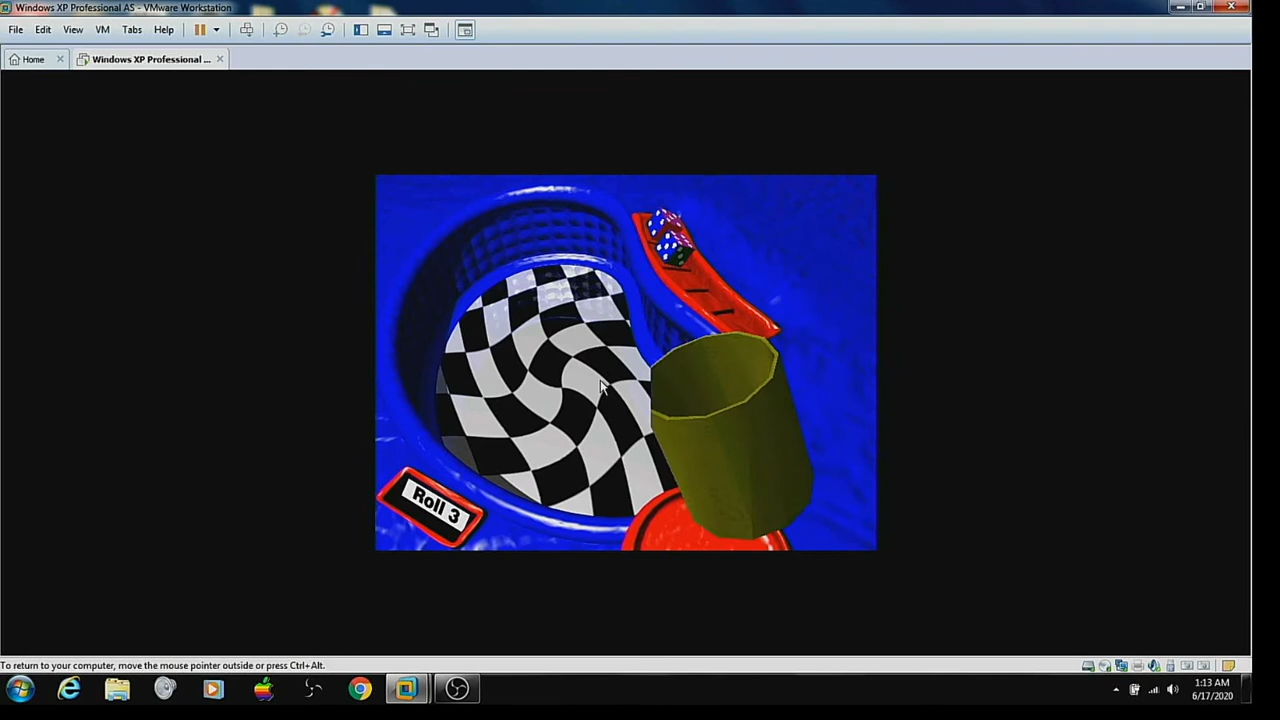 Windows XP Professional AS - VMware Workstation
File Edit View VM Tabs Help
Home Windows XP Professional ...
Roll 3
To return to your computer, move the mouse pointer outside or press Ctrl+Alt.
1:13 AM
6/17/2020